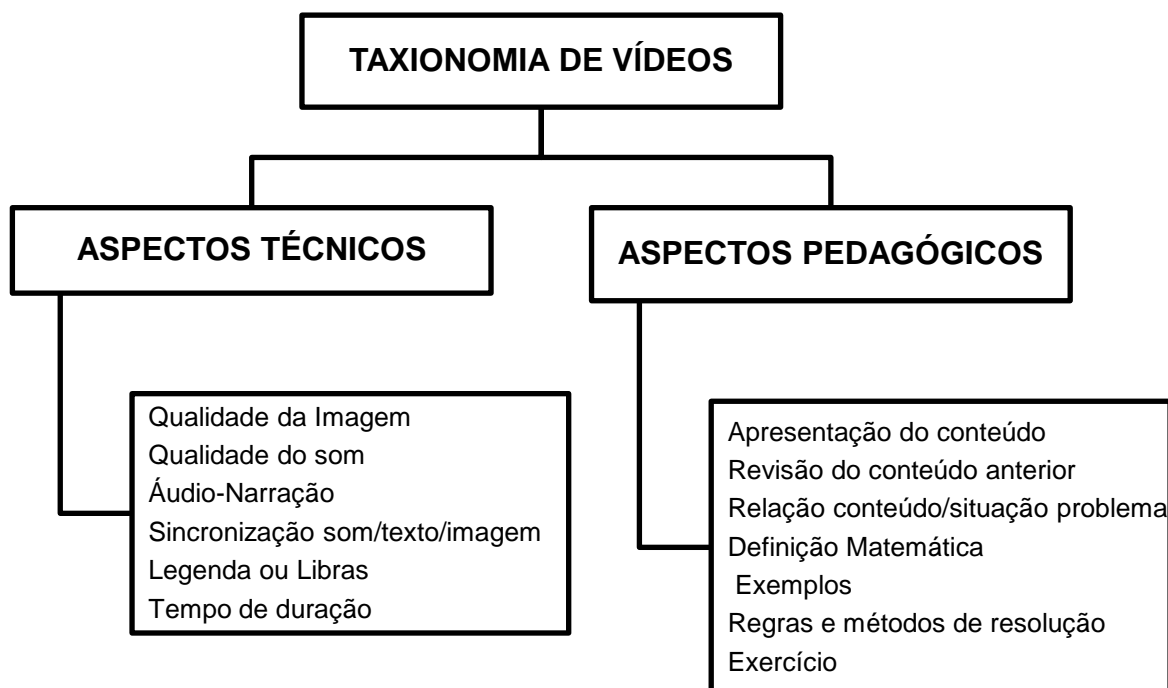 TAXIONOMIA DE VÍDEOS
ASPECTOS TÉCNICOS
Qualidade da Imagem
Qualidade do som
Áudio-Narração
Sincronização som/texto/imagem
Legenda ou Libras
Tempo de duração
ASPECTOS PEDAGÓGICOS
Apresentação do conteúdo
Revisão do conteúdo anterior
Relação conteúdo/situação problema
Definição Matemática
Exemplos
Regras e métodos de resolução
Exercício